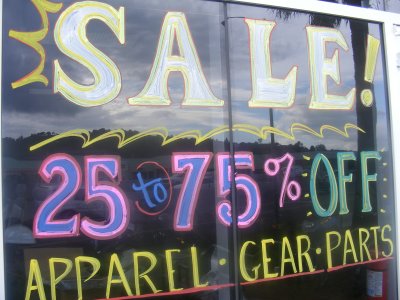 SALE!
25 to 75% OFF
APPAREL · GEAR · PARTS